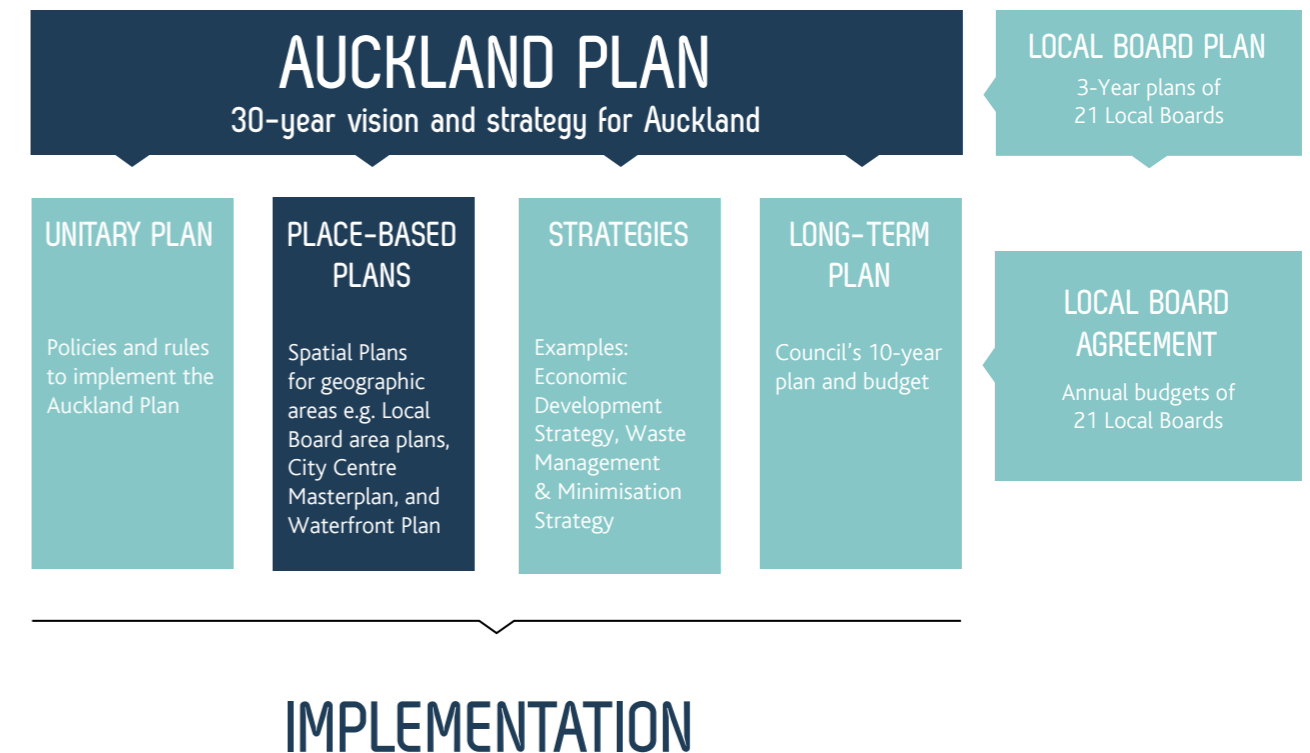 AUCKLAND PLAN
30-year vision and strategy for Auckland
LOCAL BOARD PLAN
3-Year plans of
21 Local Boards
UNITARY PLAN
Policies and rules
to implement the
Auckland Plan
PLACE-BASED
PLANS
Spatial Plans
for geographic
areas e.g. Local
Board area plans,
City Centre
Masterplan, and
Waterfront Plan
STRATEGIES
Examples:
Economic
Development
Strategy, Waste
Management
& Minimisation
Strategy
LONG-TERM
PLAN
Council's 10-year
plan and budget
LOCAL BOARD
AGREEMENT
Annual budgets of
21 Local Boards
IMPLEMENTATION